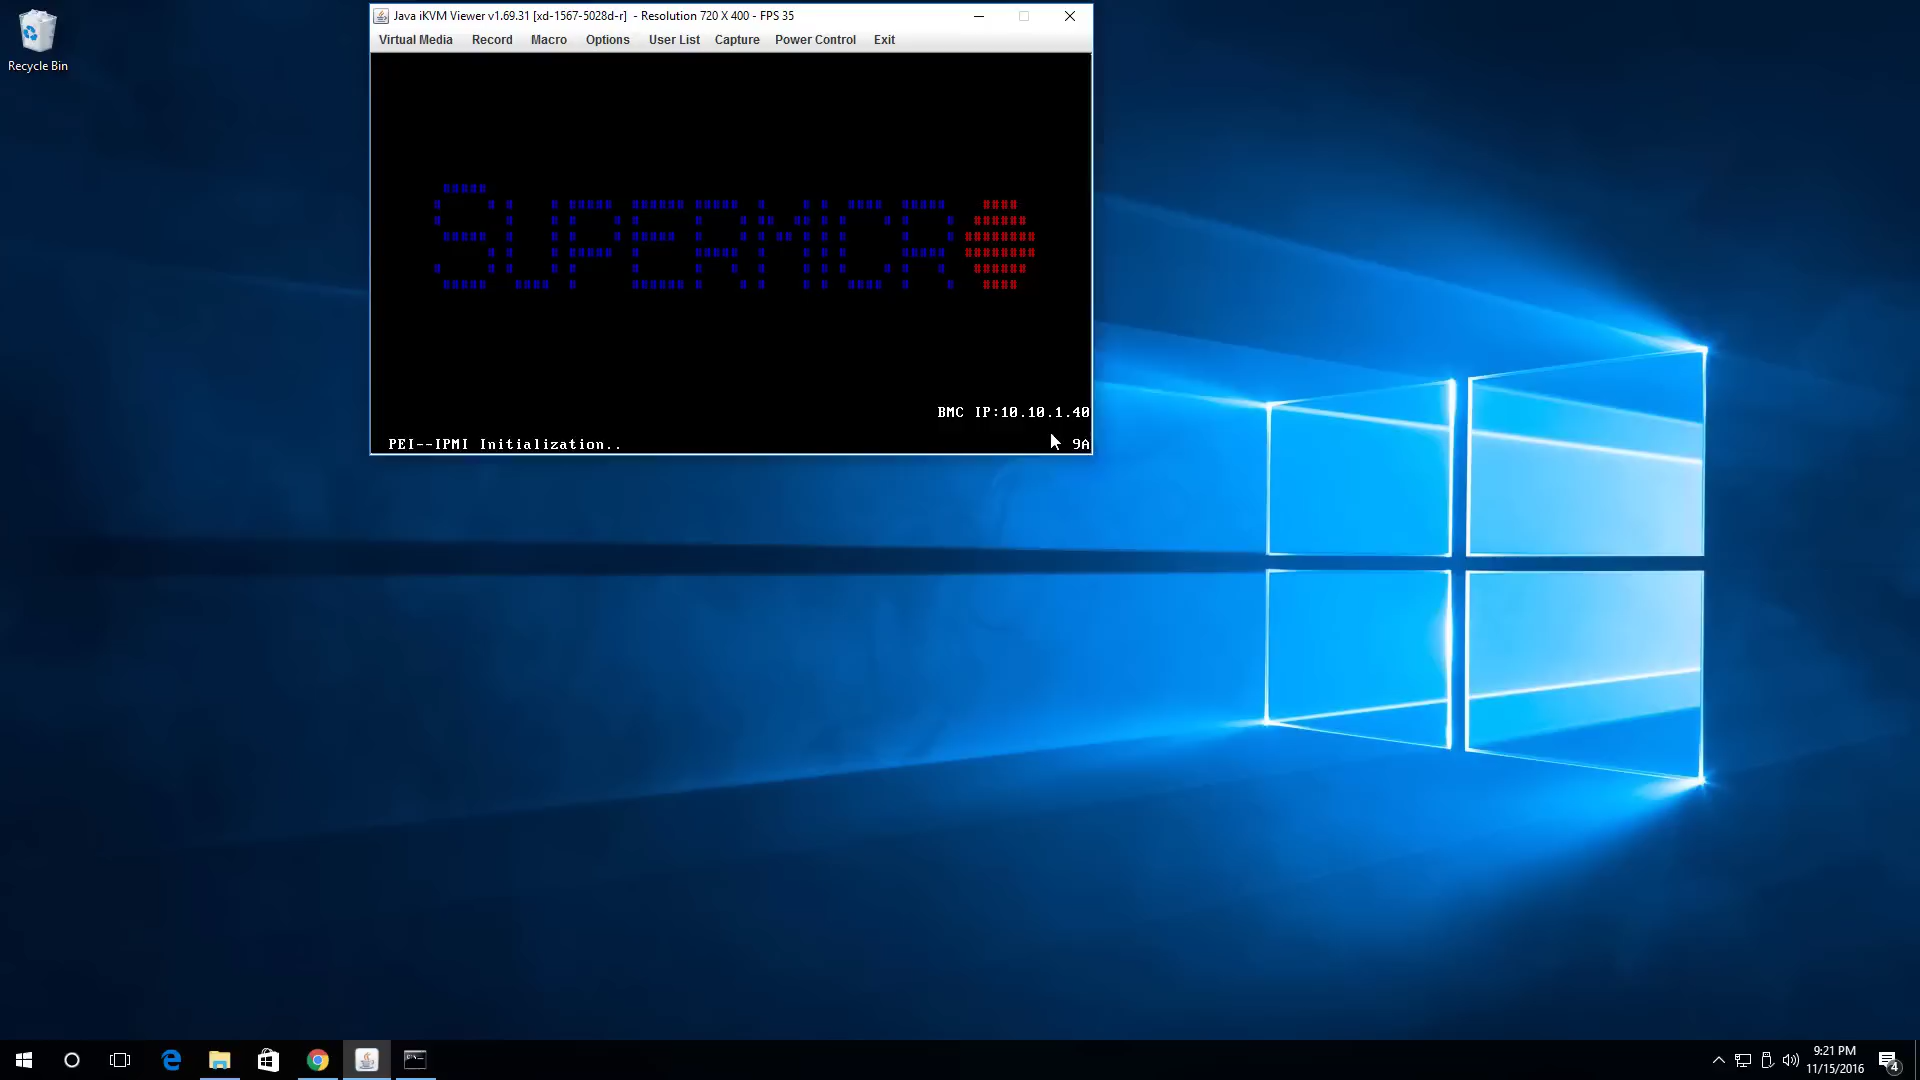 Recycle Bin
Java iKVM Viewer v1.69.31 [xd-1567-5028d-r] - Resolution 720 X 400 - FPS 35
Virtual Media Record Macro Options User List Capture Power Control Exit
SUPERMICR
BMC IP:10.10.1.40
PEI--IPMI Initialization.. 9A
9:21 PM
11/15/2016
4